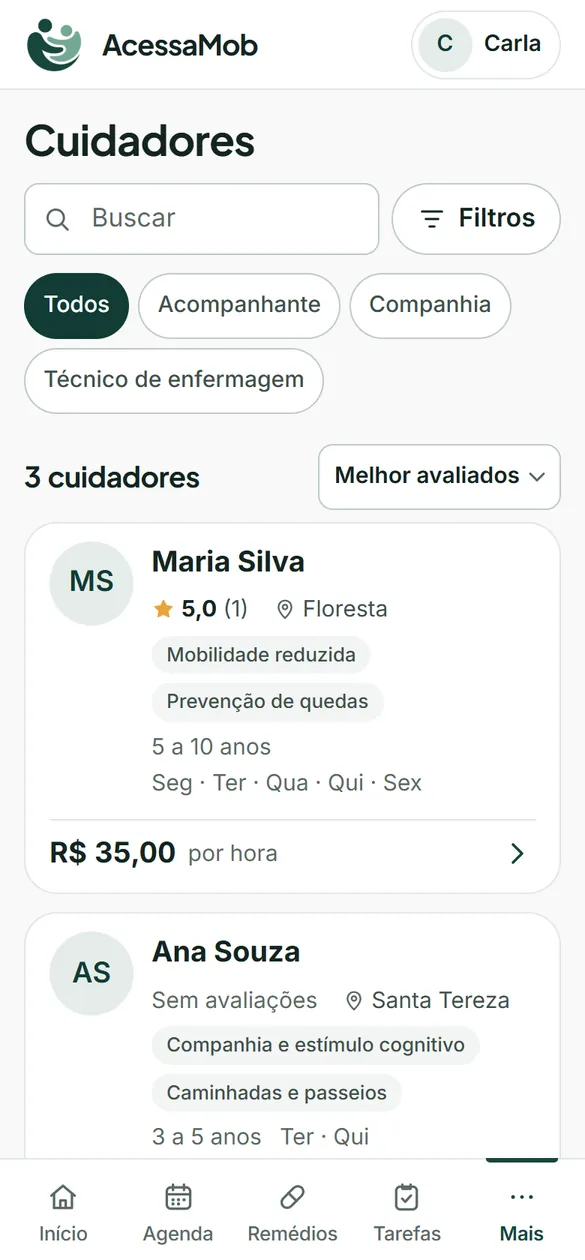 AcessaMob
C Carla
Cuidadores
Buscar
Filtros
Todos
Acompanhante
Companhia
Técnico de enfermagem
3 cuidadores
Melhor avaliados
MS
Maria Silva
5,0 (1) Floresta
Mobilidade reduzida
Prevenção de quedas
5 a 10 anos
Seg · Ter · Qua · Qui · Sex
R$ 35,00 por hora
AS
Ana Souza
Sem avaliações Santa Tereza
Companhia e estímulo cognitivo
Caminhadas e passeios
3 a 5 anos Ter · Qui
Início
Agenda
Remédios
Tarefas
Mais